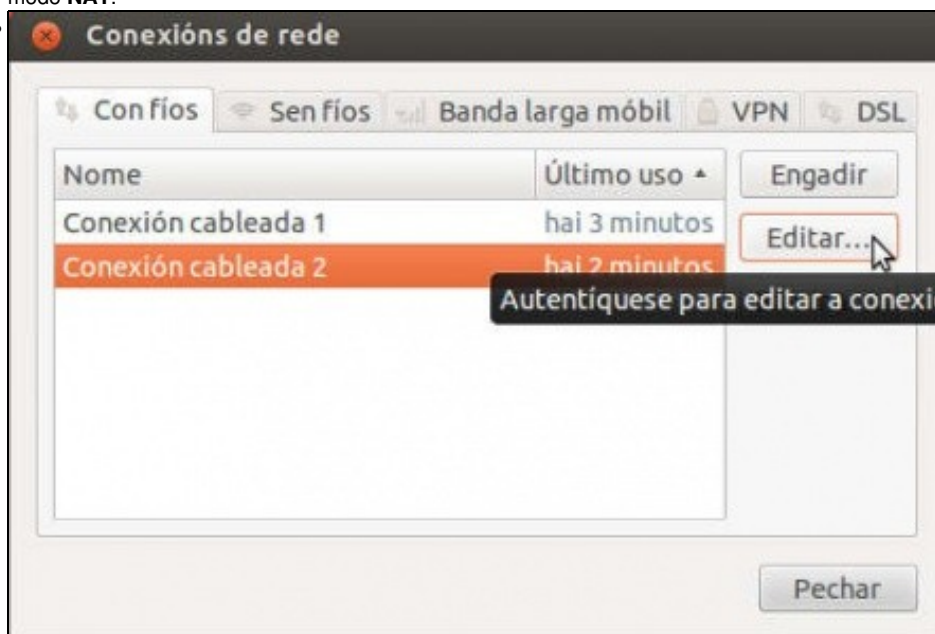 modo NAT.
Conexións de rede
Con fíos Sen fíos Banda larga móbil VPN DSL
Nome Último uso Engadir
Conexión cableada 1 hai 3 minutos Editar...
Conexión cableada 2 hai 2 minutos
Autentíquese para editar a conexi
Pechar